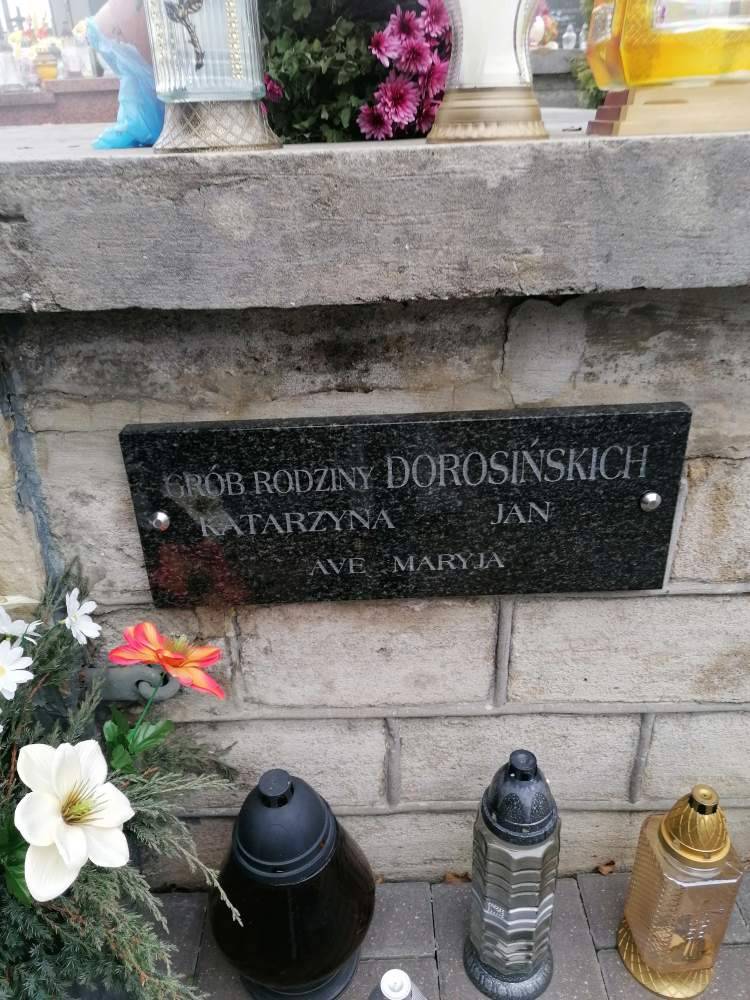 GRÓB RODZINY DOROSIŃSKICH
KATARZYNA JAN
AVE MARYJA